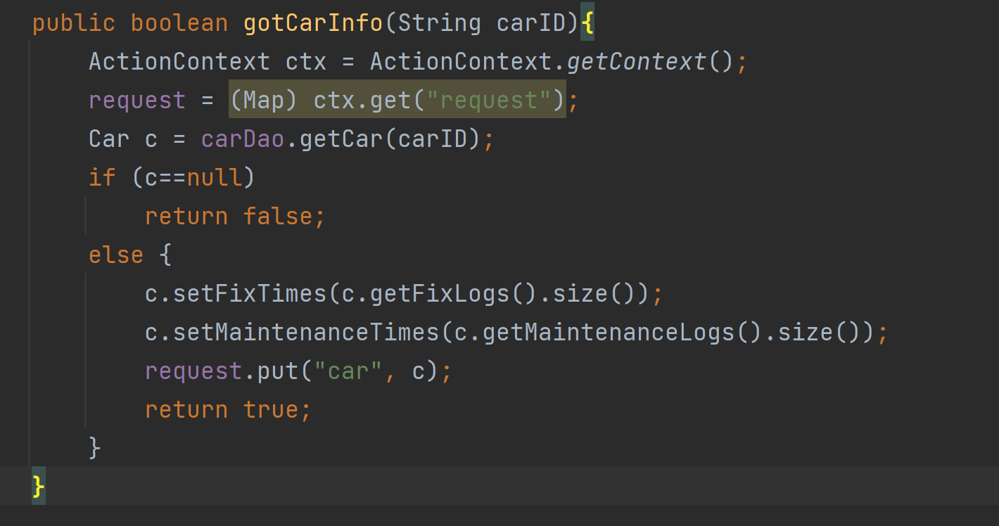 public boolean gotCarInfo(String carID){
    ActionContext ctx = ActionContext.getContext();
    request = (Map) ctx.get("request");
    Car c = carDao.getCar(carID);
    if (c==null)
        return false;
    else {
        c.setFixTimes(c.getFixLogs().size());
        c.setMaintenanceTimes(c.getMaintenanceLogs().size());
        request.put("car", c);
        return true;
    }
}